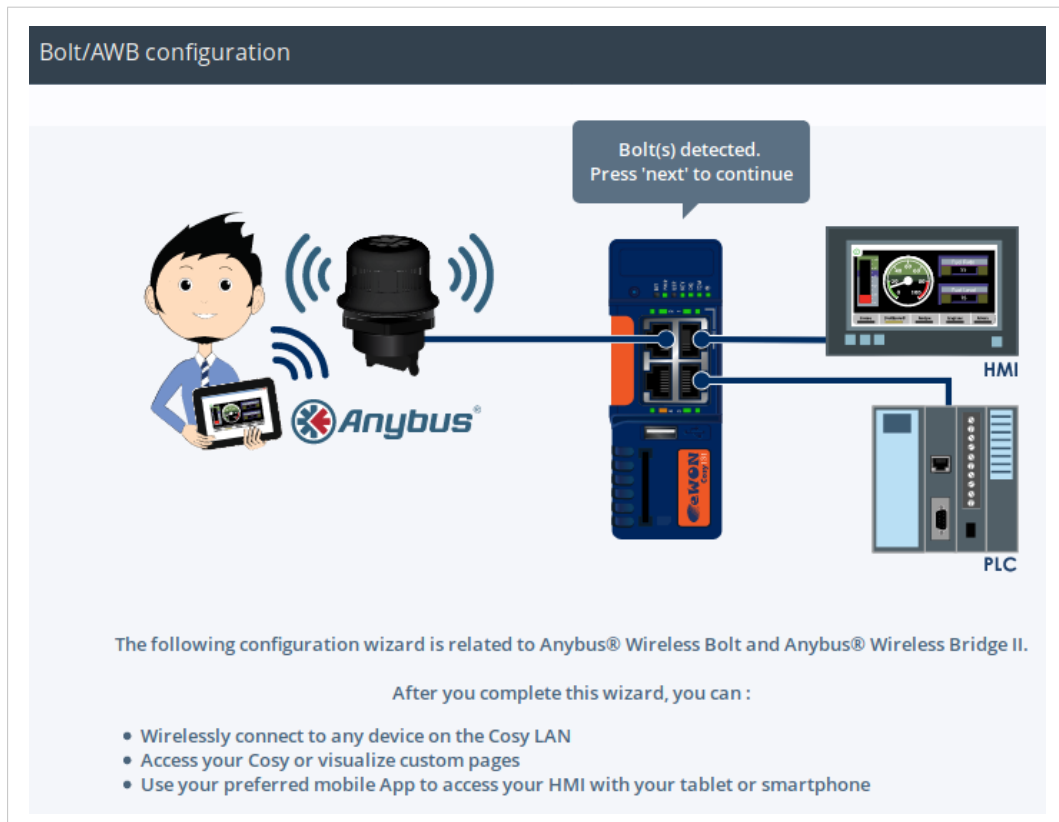 Bolt/AWB configuration
Bolt(s) detected.
Press 'next' to continue
Anybus®
eWON
Cosy 131
HMI
PLC
The following configuration wizard is related to Anybus® Wireless Bolt and Anybus® Wireless Bridge II.
After you complete this wizard, you can :
• Wirelessly connect to any device on the Cosy LAN
• Access your Cosy or visualize custom pages
• Use your preferred mobile App to access your HMI with your tablet or smartphone